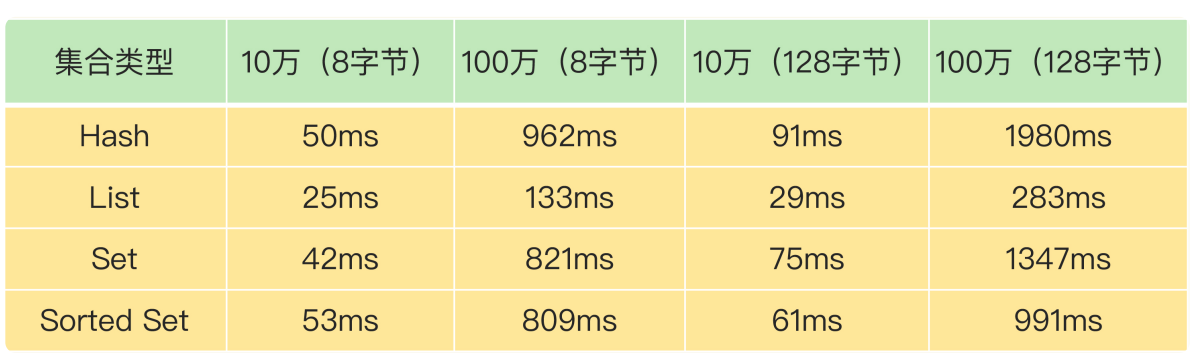 集合类型 10万（8字节） 100万（8字节） 10万（128字节） 100万（128字节）
Hash 50ms 962ms 91ms 1980ms
List 25ms 133ms 29ms 283ms
Set 42ms 821ms 75ms 1347ms
Sorted Set 53ms 809ms 61ms 991ms